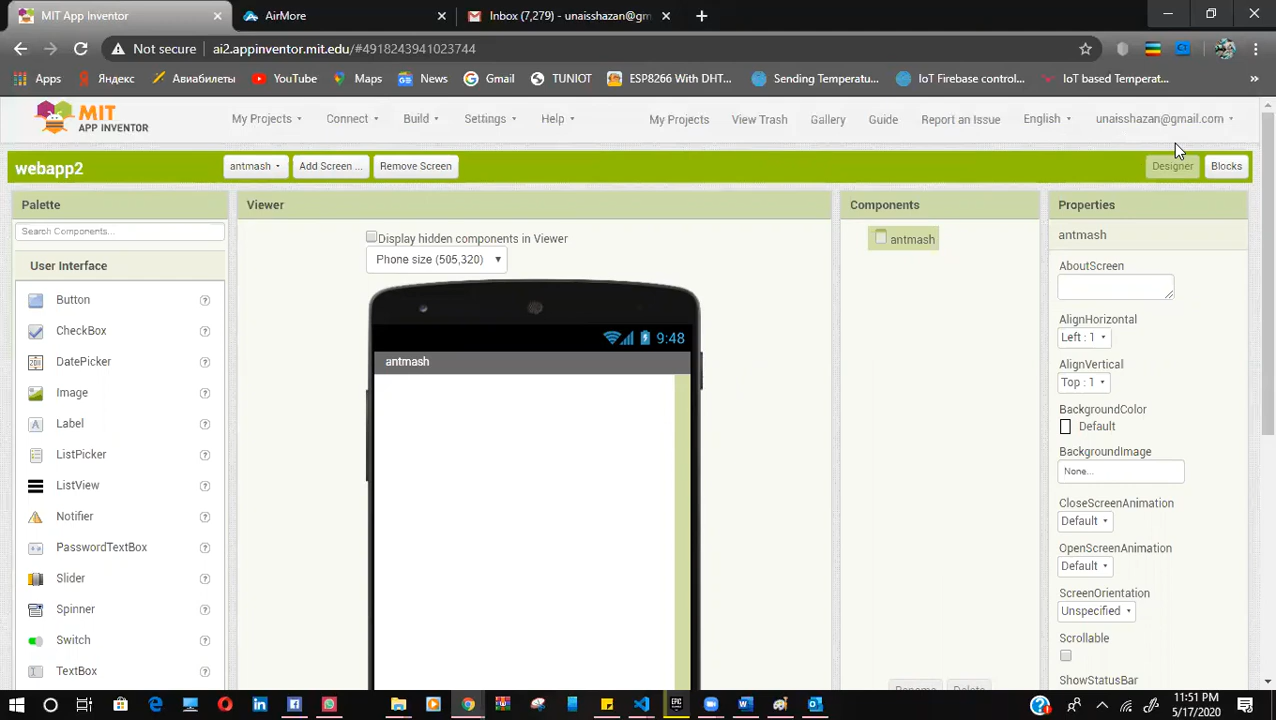 MIT App Inventor
AirMore
Inbox (7,279) - unaisshazan@gm
Not secure
ai2.appinventor.mit.edu/#4918243941023744
Apps
Яндекс
Авиабилеты
YouTube
Maps
News
Gmail
TUNIOT
ESP8266 With DHT...
Sending Temperatu...
IoT Firebase control...
IoT based Temperat...
»
MIT
APP INVENTOR
My Projects
Connect
Build
Settings
Help
My Projects
View Trash
Gallery
Guide
Report an Issue
English
unaisshazan@gmail.com
webapp2
antmash
Add Screen ...
Remove Screen
Designer
Blocks
Palette
Viewer
Components
Properties
Search Components...
User Interface
Button
CheckBox
DatePicker
Image
Label
ListPicker
ListView
Notifier
PasswordTextBox
Slider
Spinner
Switch
TextBox
Display hidden components in Viewer
Phone size (505,320)
9:48
antmash
antmash
Rename
Delete
antmash
AboutScreen
AlignHorizontal
Left : 1
AlignVertical
Top : 1
BackgroundColor
Default
BackgroundImage
None...
CloseScreenAnimation
Default
OpenScreenAnimation
Default
ScreenOrientation
Unspecified
Scrollable
ShowStatusBar
11:51 PM
5/17/2020